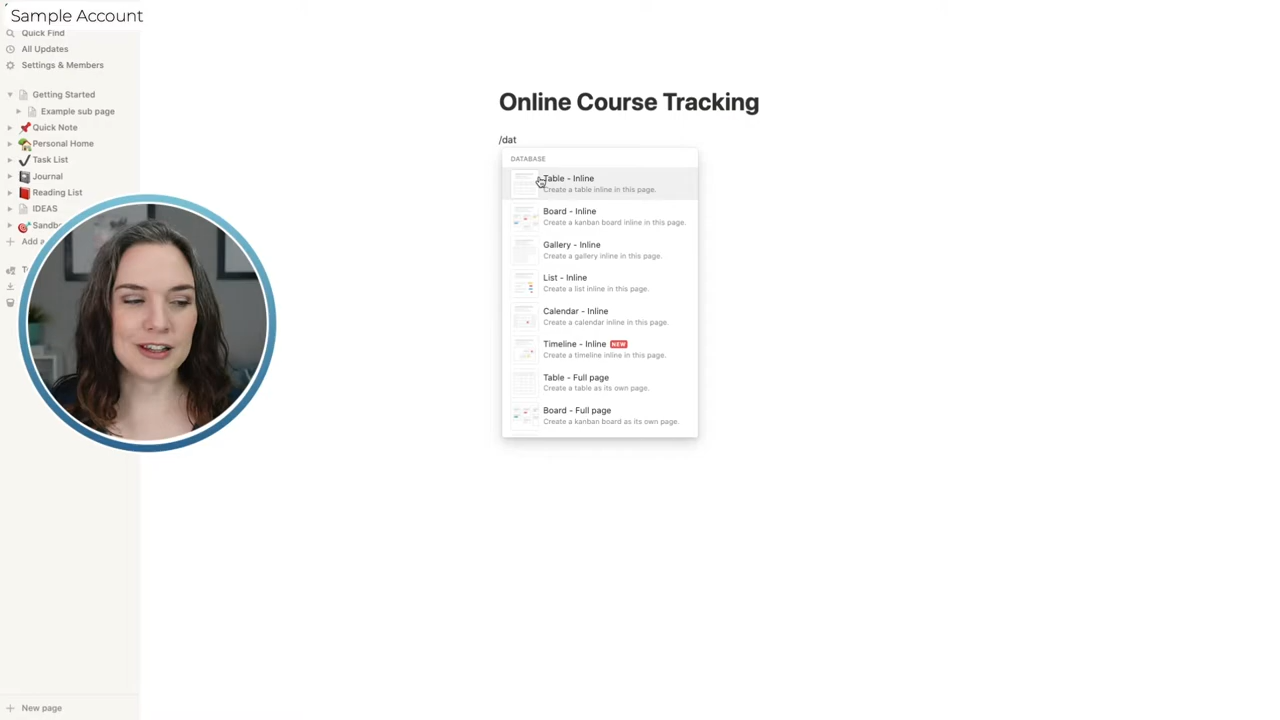 Sample Account
Quick Find
All Updates
Settings & Members
Getting Started
Example sub page
Quick Note
Personal Home
Task List
Journal
Reading List
IDEAS
Add a
New page
Online Course Tracking
/dat
DATABASE
Table - Inline
Create a table inline in this page.
Board - Inline
Create a kanban board inline in this page.
Gallery - Inline
Create a gallery inline in this page.
List - Inline
Create a list inline in this page.
Calendar - Inline
Create a calendar inline in this page.
Timeline - Inline NEW
Create a timeline inline in this page.
Table - Full page
Create a table as its own page.
Board - Full page
Create a kanban board as its own page.